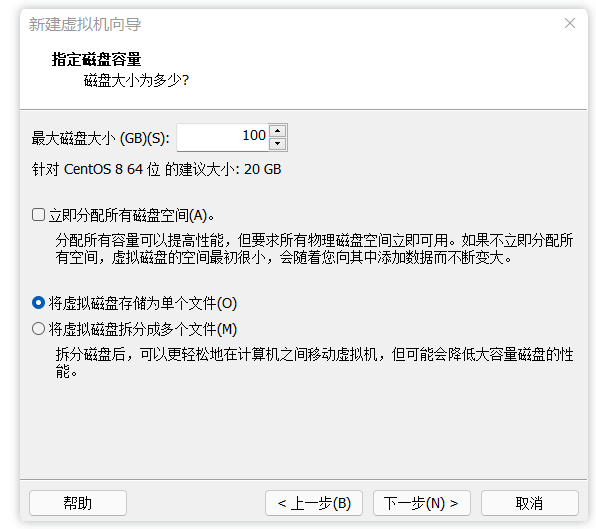 新建虚拟机向导
指定磁盘容量
磁盘大小为多少?
最大磁盘大小 (GB)(S): 100
针对 CentOS 8 64 位 的建议大小: 20 GB
立即分配所有磁盘空间(A)。
分配所有容量可以提高性能，但要求所有物理磁盘空间立即可用。如果不立即分配所
有空间，虚拟磁盘的空间最初很小，会随着您向其中添加数据而不断变大。
将虚拟磁盘存储为单个文件(O)
将虚拟磁盘拆分成多个文件(M)
拆分磁盘后，可以更轻松地在计算机之间移动虚拟机，但可能会降低大容量磁盘的性
能。
帮助 < 上一步(B) 下一步(N) > 取消